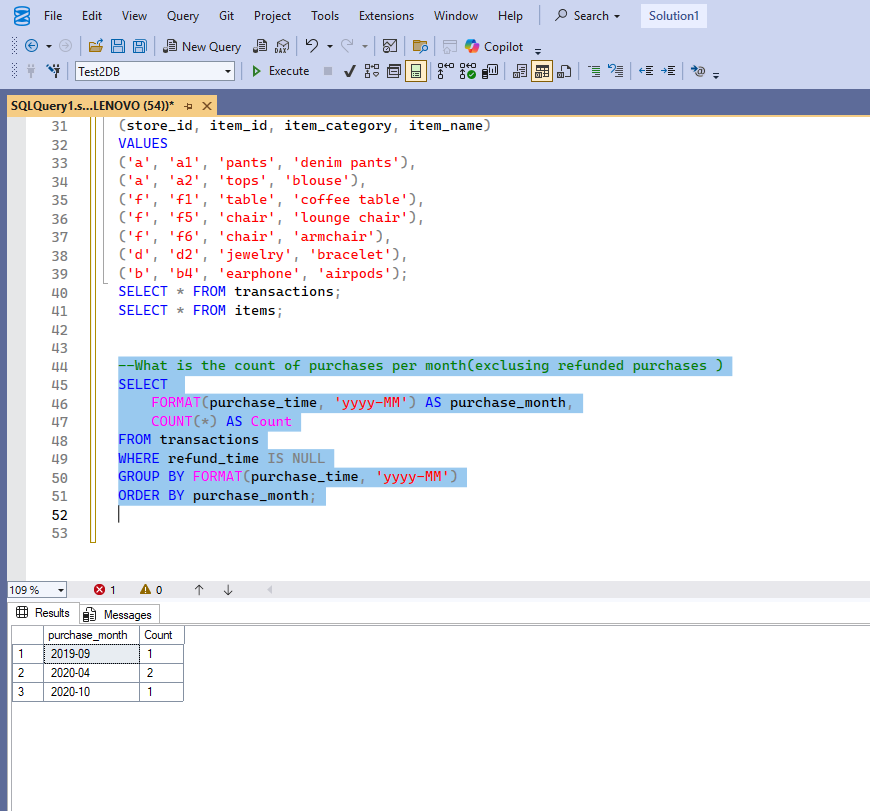 File Edit View Query Git Project Tools Extensions Window Help Search Solution1
New Query DAX Copilot
Test2DB Execute
SQLQuery1.s...LENOVO (54))*
31 (store_id, item_id, item_category, item_name)
32 VALUES
33 ('a', 'a1', 'pants', 'denim pants'),
34 ('a', 'a2', 'tops', 'blouse'),
35 ('f', 'f1', 'table', 'coffee table'),
36 ('f', 'f5', 'chair', 'lounge chair'),
37 ('f', 'f6', 'chair', 'armchair'),
38 ('d', 'd2', 'jewelry', 'bracelet'),
39 ('b', 'b4', 'earphone', 'airpods');
40 SELECT * FROM transactions;
41 SELECT * FROM items;
42
43
44 --What is the count of purchases per month(exclusing refunded purchases )
45 SELECT
46 FORMAT(purchase_time, 'yyyy-MM') AS purchase_month,
47 COUNT(*) AS Count
48 FROM transactions
49 WHERE refund_time IS NULL
50 GROUP BY FORMAT(purchase_time, 'yyyy-MM')
51 ORDER BY purchase_month;
52
53
109 % 1 0
Results Messages
purchase_month Count
1 2019-09 1
2 2020-04 2
3 2020-10 1